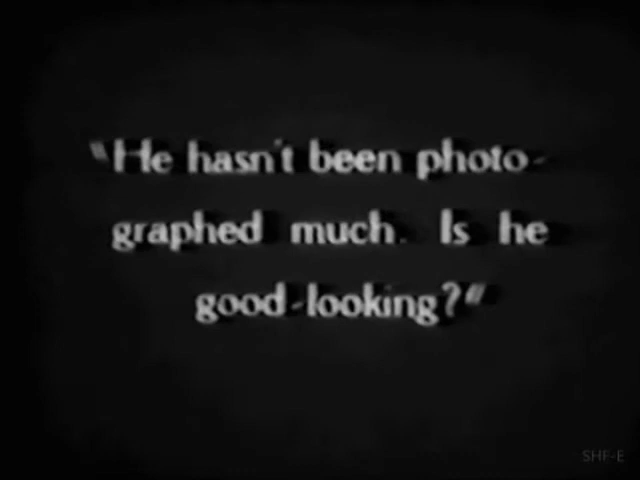 "He hasn't been photo-
graphed much. Is he
good-looking?"
SHF-E